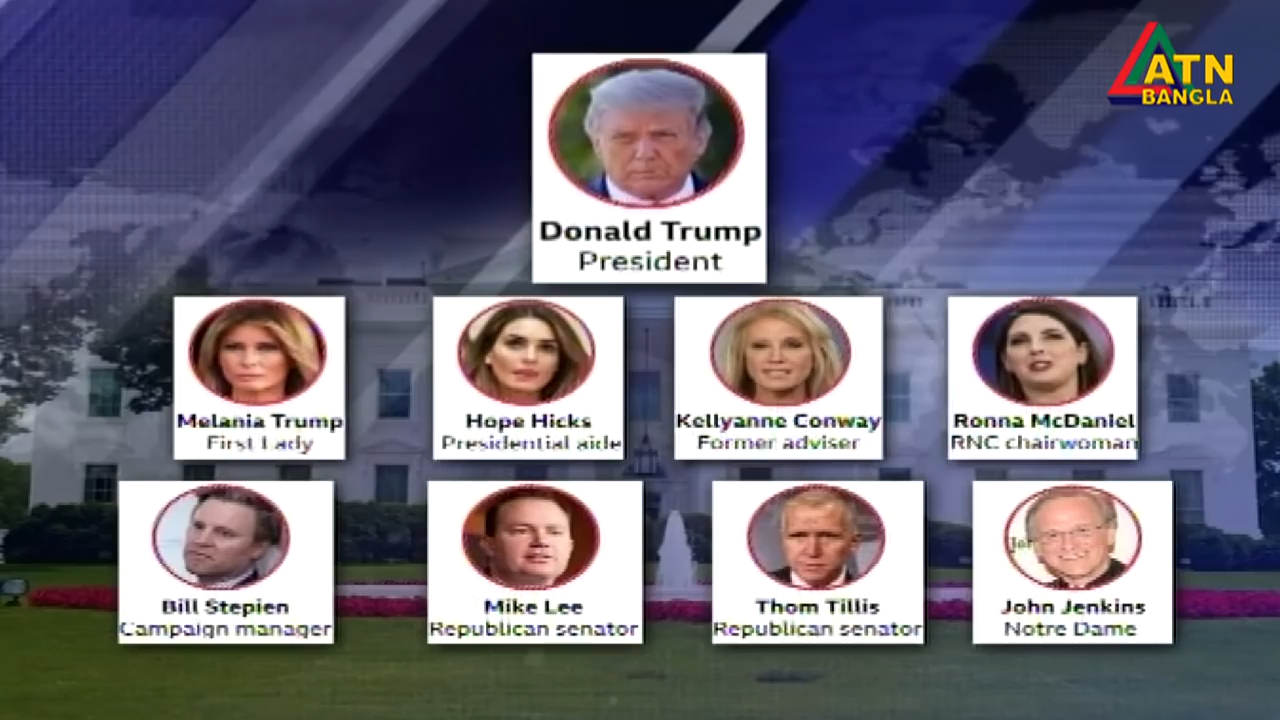 ATN
BANGLA
Donald Trump
President
Melania Trump
First Lady
Hope Hicks
Presidential aide
Kellyanne Conway
Former adviser
Ronna McDaniel
RNC chairwoman
Bill Stepien
Campaign manager
Mike Lee
Republican senator
Thom Tillis
Republican senator
John Jenkins
Notre Dame